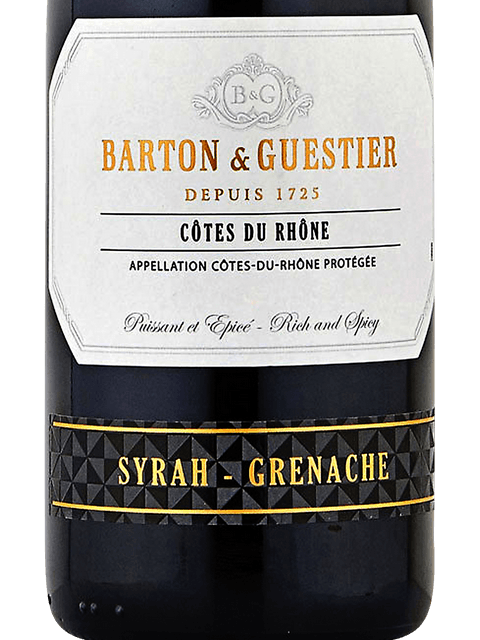 B&G
BARTON & GUESTIER
DEPUIS 1725
CÔTES DU RHÔNE
APPELLATION CÔTES-DU-RHÔNE PROTÉGÉE
Puissant et Epicé - Rich and Spicy
SYRAH - GRENACHE